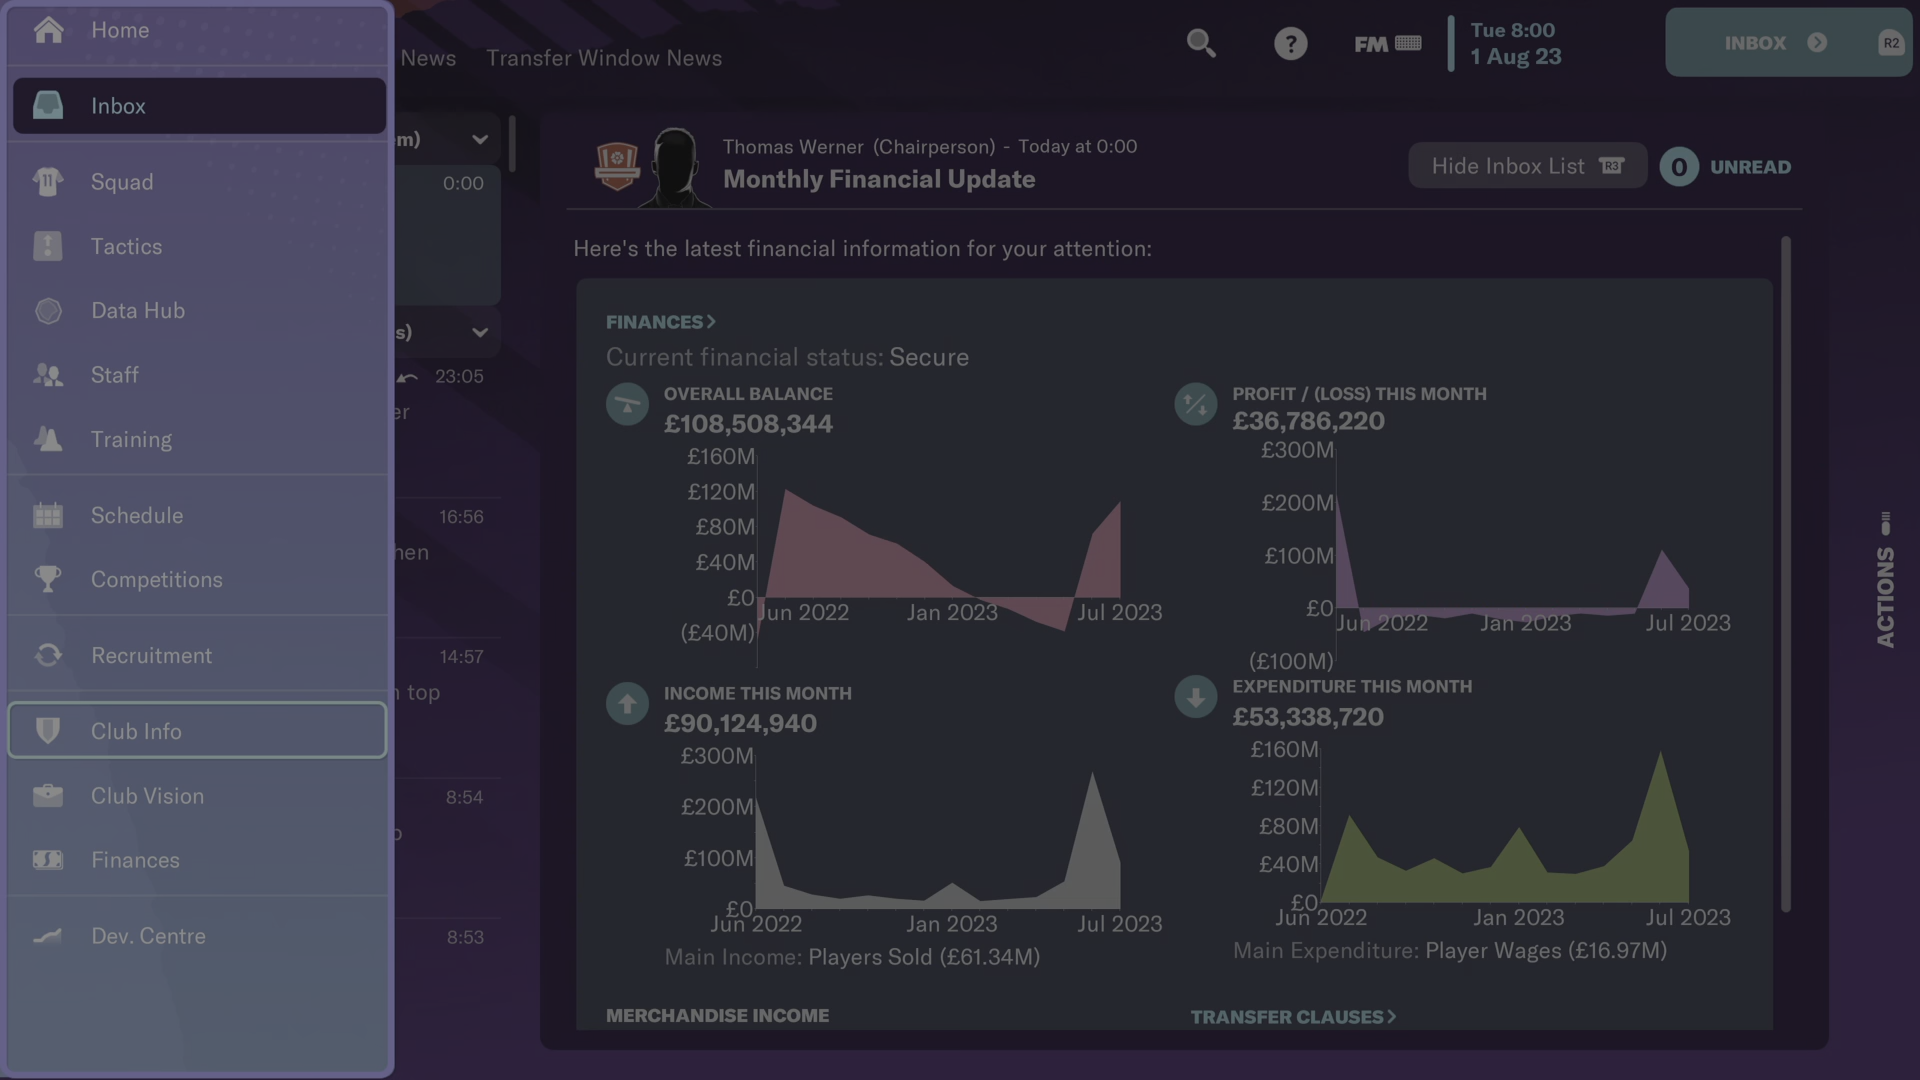 Home
Inbox
Squad
Tactics
Data Hub
Staff
Training
Schedule
Competitions
Recruitment
Club Info
Club Vision
Finances
Dev. Centre
News Transfer Window News
FM
Tue 8:00
1 Aug 23
INBOX R2
em)
0:00
s)
23:05
er
16:56
hen
14:57
n top
8:54
8:53
Thomas Werner (Chairperson) - Today at 0:00
Monthly Financial Update
Hide Inbox List R3
0 UNREAD
Here's the latest financial information for your attention:
FINANCES
Current financial status: Secure
OVERALL BALANCE
£108,508,344
£160M
£120M
£80M
£40M
£0
(£40M)
Jun 2022 Jan 2023 Jul 2023
PROFIT / (LOSS) THIS MONTH
£36,786,220
£300M
£200M
£100M
£0
(£100M)
Jun 2022 Jan 2023 Jul 2023
INCOME THIS MONTH
£90,124,940
£300M
£200M
£100M
£0
Jun 2022 Jan 2023 Jul 2023
Main Income: Players Sold (£61.34M)
EXPENDITURE THIS MONTH
£53,338,720
£160M
£120M
£80M
£40M
£0
Jun 2022 Jan 2023 Jul 2023
Main Expenditure: Player Wages (£16.97M)
MERCHANDISE INCOME
TRANSFER CLAUSES
ACTIONS